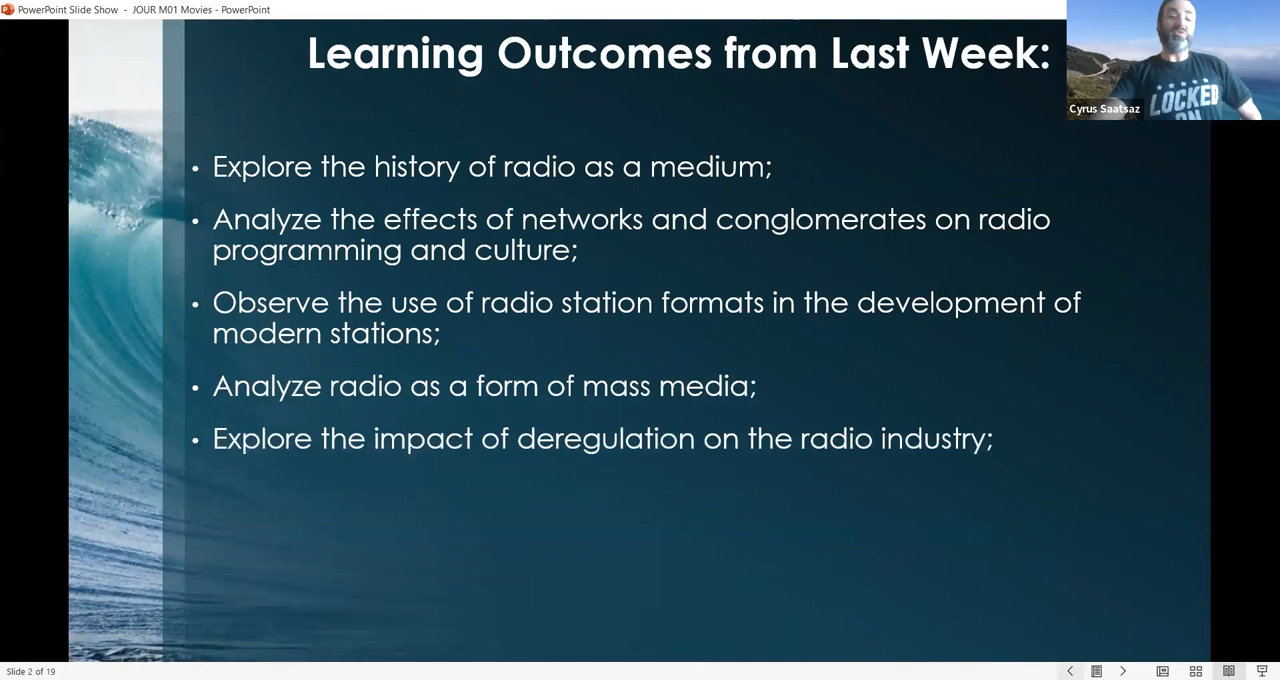 PowerPoint Slide Show - JOUR M01 Movies - PowerPoint
Learning Outcomes from Last Week:
Cyrus Saatsaz
LOCKED
ON
• Explore the history of radio as a medium;
• Analyze the effects of networks and conglomerates on radio
programming and culture;
• Observe the use of radio station formats in the development of
modern stations;
• Analyze radio as a form of mass media;
• Explore the impact of deregulation on the radio industry;
Slide 2 of 19